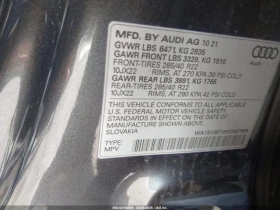 MFD. BY AUDI AG 10 21
GVWR LBS 6471, KG 2935
GAWR FRONT LBS 3329, KG 1510
FRONT-TIRES 285/40 R22
10JX22 RIMS, AT 270 KPA 39 PSI COLD
GAWR REAR LBS 3891, KG 1765
REAR-TIRES 285/40 R22
10JX22 RIMS, AT 290 KPA 42 PSI COLD
THIS VEHICLE CONFORMS TO ALL APPLICABLE
U.S. FEDERAL MOTOR VEHICLE SAFETY
STANDARDS IN EFFECT ON THE DATE OF
MANUFACTURE SHOWN ABOVE.
SLOVAKIA
TYPE: MPV
Audi